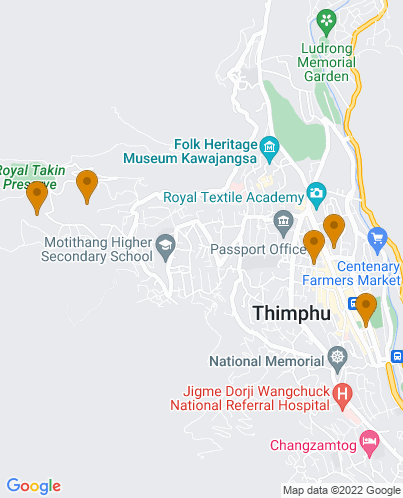 Ludrong
Memorial
Garden
Folk Heritage
Museum Kawajangsa
Royal Takin
Preserve
Royal Textile Academy
Motithang Higher
Secondary School
Passport Office
Centenary
Farmers Market
Thimphu
National Memorial
Jigme Dorji Wangchuck
National Referral Hospital
H
Changzamtog
Google
Map data ©2022 Google